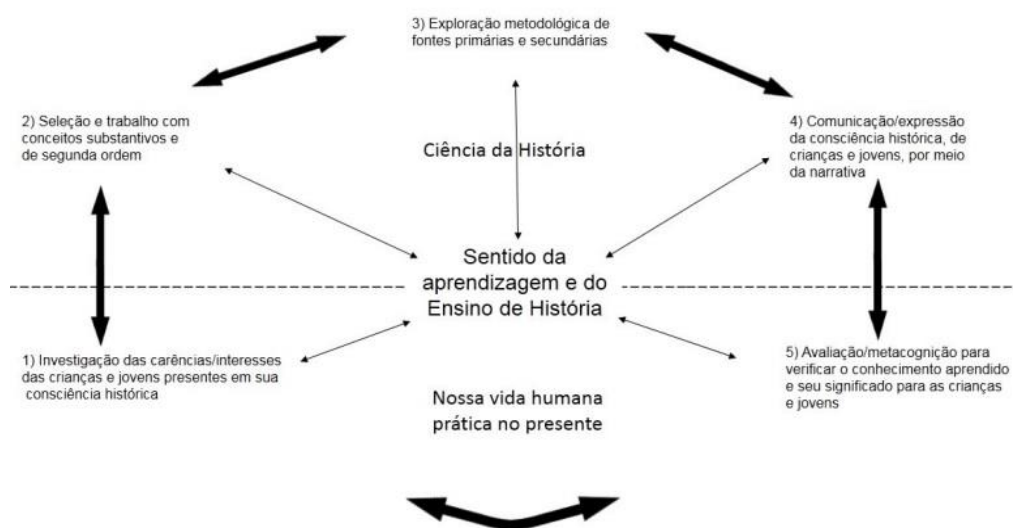 3) Exploração metodológica de
fontes primárias e secundárias
2) Seleção e trabalho com
conceitos substantivos e
de segunda ordem
4) Comunicação/expressão
da consciência histórica, de
crianças e jovens, por meio
da narrativa
Ciência da História
Sentido da
aprendizagem e do
Ensino de História
1) Investigação das carências/interesses
das crianças e jovens presentes em sua
consciência histórica
5) Avaliação/metacognição para
verificar o conhecimento aprendido
e seu significado para as crianças
e jovens
Nossa vida humana
prática no presente